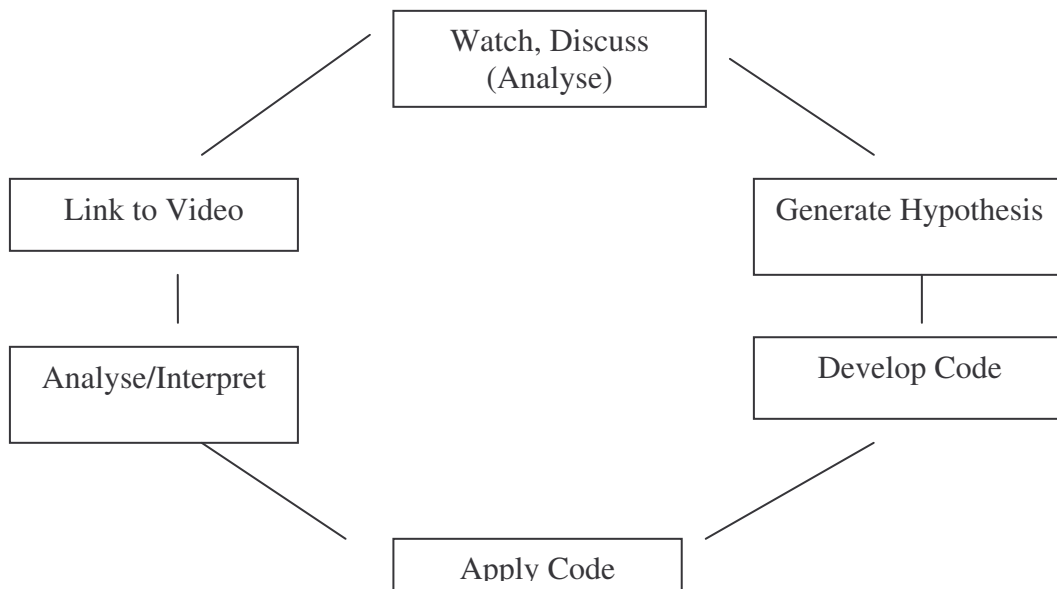 Watch, Discuss
(Analyse)
Link to Video
Generate Hypothesis
Analyse/Interpret
Develop Code
Apply Code